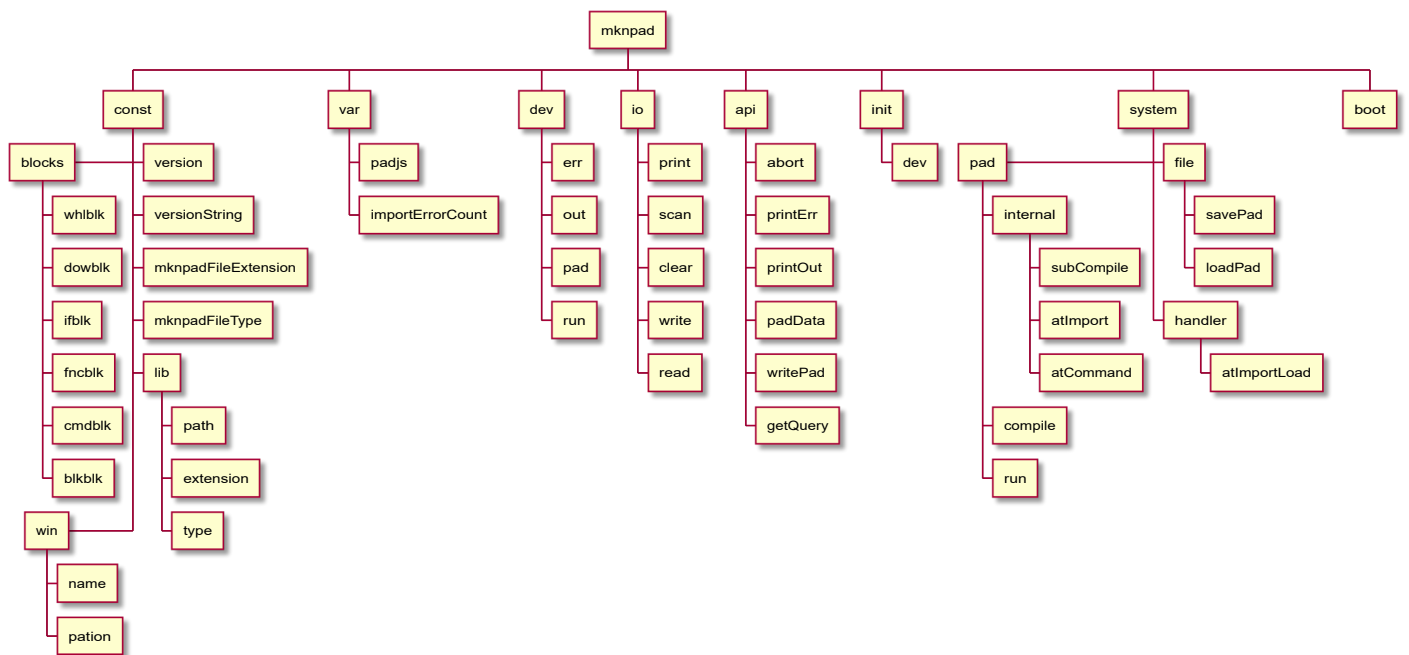 mknpad
const
var
dev
io
api
init
system
boot
blocks
version
whlblk
versionString
dowblk
mknpadFileExtension
ifblk
mknpadFileType
fncblk
lib
cmdblk
path
blkblk
extension
win
type
name
pation
padjs
importErrorCount
err
out
pad
run
print
scan
clear
write
read
abort
printErr
printOut
padData
writePad
getQuery
dev
pad
file
internal
savePad
subCompile
loadPad
atImport
handler
atCommand
atImportLoad
compile
run